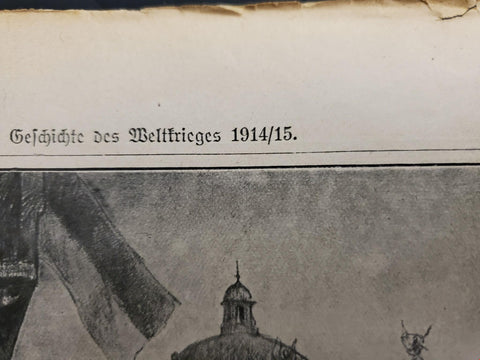 Geschichte des Weltkrieges 1914/15.